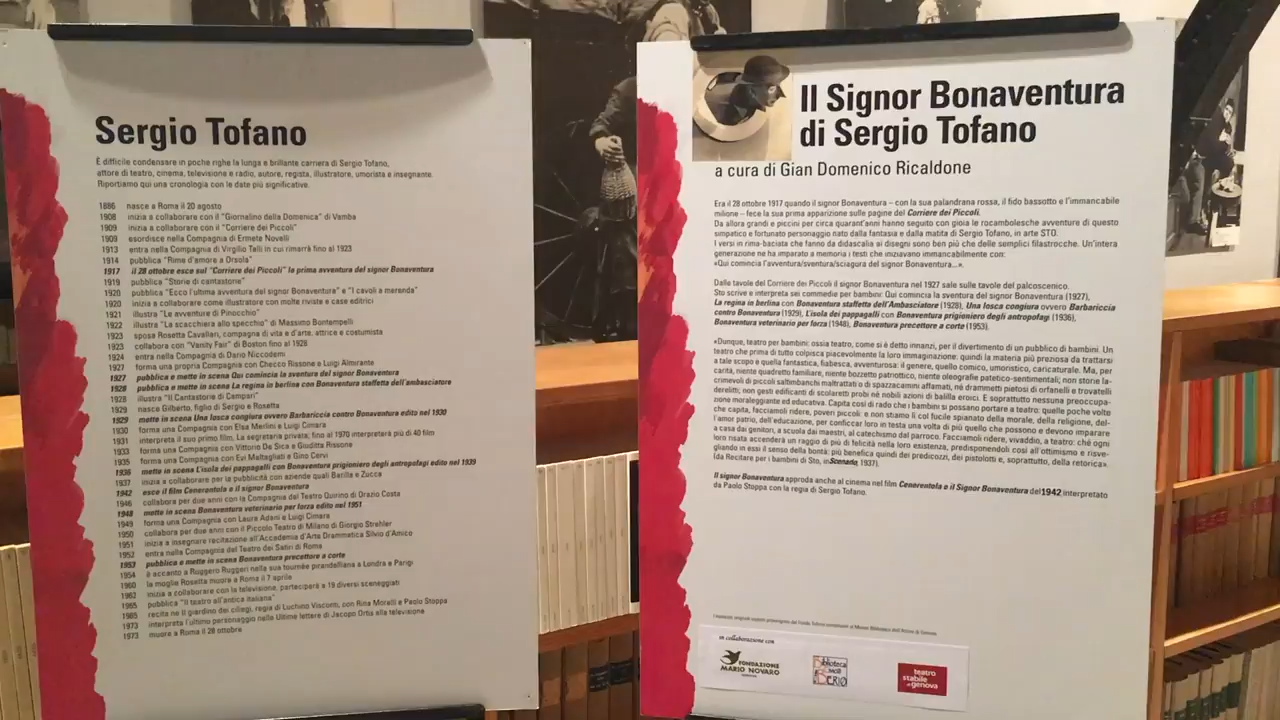 Sergio Tofano
È difficile condensare in poche righe la lunga e brillante carriera di Sergio Tofano,
attore di teatro, cinema, televisione e radio, autore, regista, illustratore, umorista e insegnante.
Riportiamo qui una cronologia con le date più significative.
1886 nasce a Roma il 20 agosto
1908 inizia a collaborare con il "Giornalino della Domenica" di Vamba
1909 inizia a collaborare con il "Corriere dei Piccoli"
1909 esordisce nella Compagnia di Ermete Novelli
1913 entra nella Compagnia di Virgilio Talli in cui rimarrà fino al 1923
1914 pubblica "Rime d'amore a Orsola"
1917 il 28 ottobre esce sul "Corriere dei Piccoli" la prima avventura del signor Bonaventura
1919 pubblica "Storie di cantastorie"
1920 pubblica "Ecco l'ultima avventura del signor Bonaventura" e "I cavoli a merenda"
1920 inizia a collaborare come illustratore con molte riviste e case editrici
1921 illustra "Le avventure di Pinocchio"
1922 illustra "La scacchiera allo specchio" di Massimo Bontempelli
1923 sposa Rosetta Cavallari, compagna di vita e d'arte, attrice e costumista
1923 collabora con "Vanity Fair" di Boston fino al 1928
1924 entra nella Compagnia di Dario Niccodemi
1927 forma una propria Compagnia con Checco Rissone e Luigi Almirante
1927 pubblica e mette in scena Qui comincia la sventura del signor Bonaventura
1928 pubblica e mette in scena La regina in berlina con Bonaventura staffetta dell'ambasciatore
1928 illustra "Il Cantastorie di Campari"
1929 nasce Gilberto, figlio di Sergio e Rosetta
1929 mette in scena Una losca congiura ovvero Barbariccia contro Bonaventura edito nel 1930
1930 forma una Compagnia con Elsa Merlini e Luigi Cimara
1931 interpreta il suo primo film, La segretaria privata; fino al 1970 interpreterà più di 40 film
1933 forma una Compagnia con Vittorio De Sica e Giuditta Rissone
1935 forma una Compagnia con Evi Maltagliati e Gino Cervi
1936 mette in scena L'isola dei pappagalli con Bonaventura prigioniero degli antropofagi edito nel 1939
1937 inizia a collaborare per la pubblicità con aziende quali Barilla e Zucca
1942 esce il film Cenerentola e il signor Bonaventura
1946 collabora per due anni con la Compagnia del Teatro Quirino di Orazio Costa
1948 mette in scena Bonaventura veterinario per forza edito nel 1951
1949 forma una Compagnia con Laura Adani e Luigi Cimara
1950 collabora per due anni con il Piccolo Teatro di Milano di Giorgio Strehler
1951 inizia a insegnare recitazione all'Accademia d'Arte Drammatica Silvio d'Amico
1952 entra nella Compagnia del Teatro dei Satiri di Roma
1953 pubblica e mette in scena Bonaventura precettore a corte
1954 è accanto a Ruggero Ruggeri nella sua tournée pirandelliana a Londra e Parigi
1960 la moglie Rosetta muore a Roma il 7 aprile
1962 inizia a collaborare con la televisione, parteciperà a 19 diversi sceneggiati
1965 pubblica "Il teatro all'antica italiana"
1965 recita ne Il giardino dei ciliegi, regia di Luchino Visconti, con Rina Morelli e Paolo Stoppa
1973 interpreta l'ultimo personaggio nelle Ultime lettere di Jacopo Ortis alla televisione
1973 muore a Roma il 28 ottobre
Il Signor Bonaventura
di Sergio Tofano
a cura di Gian Domenico Ricaldone
Era il 28 ottobre 1917 quando il signor Bonaventura – con la sua palandrana rossa, il fido bassotto e l'immancabile
milione – fece la sua prima apparizione sulle pagine del Corriere dei Piccoli.
Da allora grandi e piccini per circa quarant'anni hanno seguito con gioia le rocambolesche avventure di questo
simpatico e fortunato personaggio nato dalla fantasia e dalla matita di Sergio Tofano, in arte STO.
I versi in rima-baciata che fanno da didascalia ai disegni sono ben più che delle semplici filastrocche. Un'intera
generazione ne ha imparato a memoria i testi che iniziavano immancabilmente con:
«Qui comincia l'avventura/sventura/sciagora del signor Bonaventura...».
Dalle tavole del Corriere dei Piccoli il signor Bonaventura nel 1927 sale sulle tavole del palcoscenico.
Sto scrive e interpreta sei commedie per bambini: Qui comincia la sventura del signor Bonaventura (1927),
La regina in berlina con Bonaventura staffetta dell'Ambasciatore (1928), Una losca congiura ovvero Barbariccia
contro Bonaventura (1929), L'isola dei pappagalli con Bonaventura prigioniero degli antropofagi (1936),
Bonaventura veterinario per forza (1948), Bonaventura precettore a corte (1953).
«Dunque, teatro per bambini: ossia teatro, come si è detto innanzi, per il divertimento di un pubblico di bambini. Un
teatro che prima di tutto colpisca piacevolmente la loro immaginazione: quindi la materia più preziosa da trattarsi
a tale scopo e quella fantastica, fiabesca, avventurosa: il genere, quello comico, umoristico, caricaturale. Ma, per
carità, niente quadretto familiare, niente bozzetto patriottico, niente oleografie patetico-sentimentali; non storie la-
crimevoli di piccoli saltimbanchi maltrattati o di spazzacamini affamati, né drammetti pietosi di orfanelli e trovatelli
derelitti; non gesti edificanti di scolaretti probi né nobili azioni di balilla eroici. E soprattutto nessuna preoccupa-
zione moraleggiante ed educativa. Capita così di rado che i bambini si possano portare a teatro: quelle poche volte
che capita, facciamoli ridere, poveri piccoli: e non stiamo lì col fucile spianato della morale, della religione, del-
l'amor patrio, dell'educazione, per conficcar loro in testa una volta di più quello che possono e devono imparare
a casa dai genitori, a scuola dai maestri, al catechismo dal parroco. Facciamoli ridere, vivaddio, a teatro: ché ogni
loro risata accenderà un raggio di più di felicità nella loro esistenza, predisponendoli così all'ottimismo e risve-
gliando in essi il senso della bontà: più benefica quindi dei predicozzi, dei pistolotti e, soprattutto, della retorica».
(da Recitare per i bambini di Sto, in Scenario, 1937).
Il signor Bonaventura approda anche al cinema nel film Cenerentola e il Signor Bonaventura del 1942 interpretato
da Paolo Stoppa con la regia di Sergio Tofano.
in collaborazione con
FONDAZIONE
MARIO NOVARO
Biblioteca
BERIO
teatro
stabile
genova